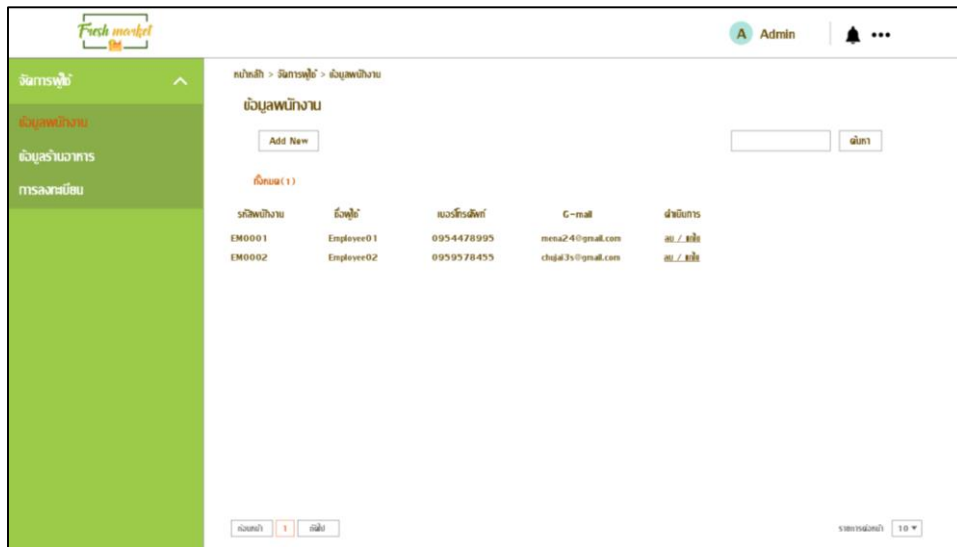 Fresh market
A Admin •••
จัดการผู้ใช้
หน้าหลัก > จัดการผู้ใช้ > ข้อมูลพนักงาน
ข้อมูลพนักงาน
ข้อมูลพนักงาน
ข้อมูลร้านอาหาร
การลงทะเบียน
Add New
ค้นหา
ทั้งหมด(1)
รหัสพนักงาน ชื่อผู้ใช้ เบอร์โทรศัพท์ G-mail ดำเนินการ
EM0001 Employee01 0954478995 mena24@gmail.com ลบ / แก้ไข
EM0002 Employee02 0959578455 chujai3s@gmail.com ลบ / แก้ไข
ก่อนหน้า 1 ถัดไป
รายการต่อหน้า 10